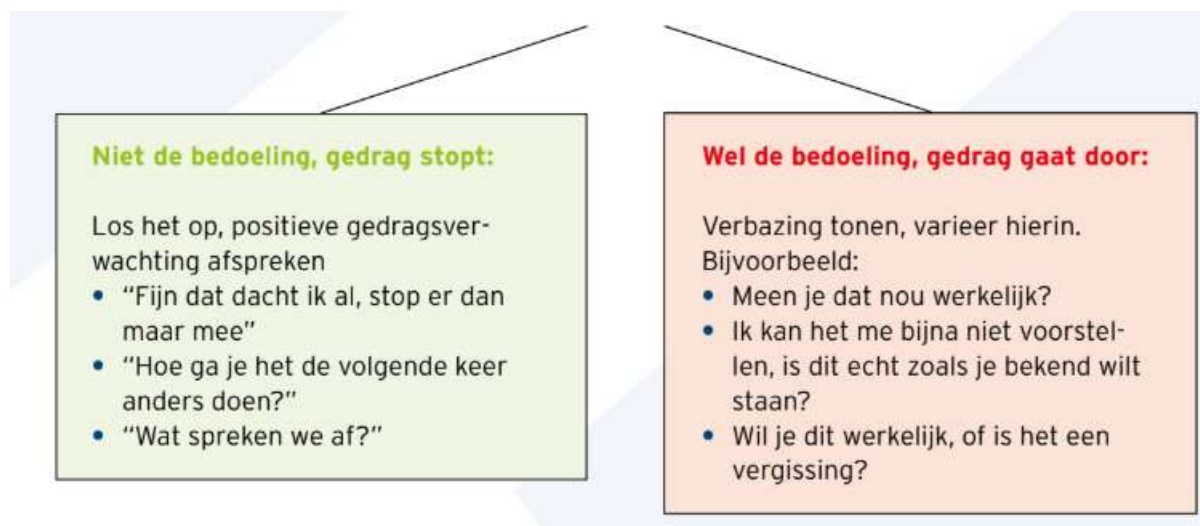 Niet de bedoeling, gedrag stopt:
Los het op, positieve gedragsver-
wachting afspreken
• “Fijn dat dacht ik al, stop er dan
maar mee”
• “Hoe ga je het de volgende keer
anders doen?”
• “Wat spreken we af?”
Wel de bedoeling, gedrag gaat door:
Verbazing tonen, varieer hierin.
Bijvoorbeeld:
• Meen je dat nou werkelijk?
• Ik kan het me bijna niet voorstel-
len, is dit echt zoals je bekend wilt
staan?
• Wil je dit werkelijk, of is het een
vergissing?